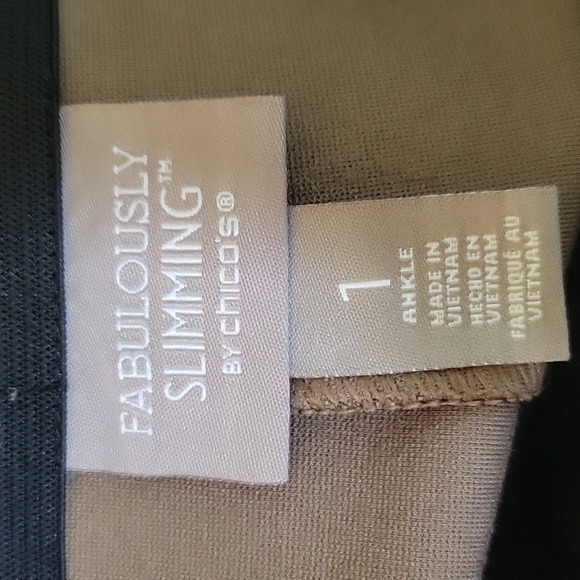 FABULOUSLY
SLIMMING™
BY chico's®
1
ANKLE
MADE IN
VIETNAM
HECHO EN
VIETNAM
FABRIQUÉ AU
VIETNAM